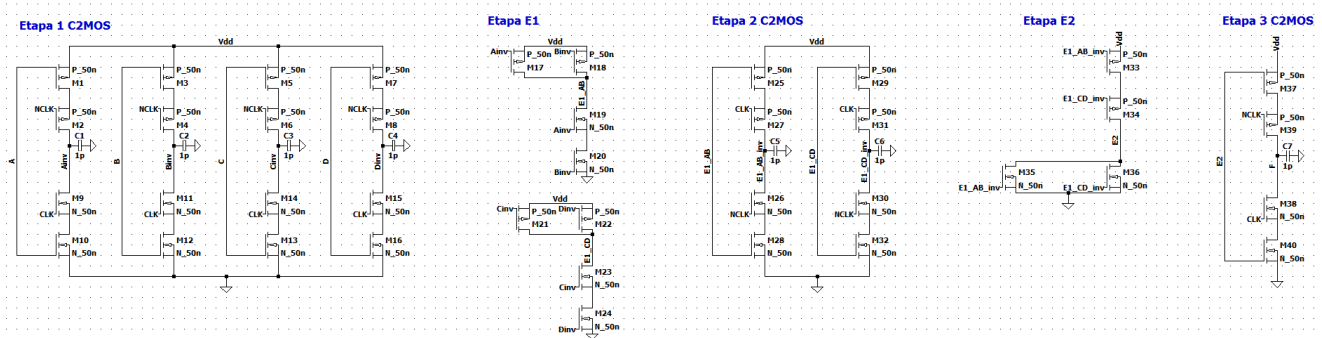 Etapa 1 C2MOS
Vdd
P_50n
M1
P_50n
M3
P_50n
M5
P_50n
M7
NCLK
P_50n
M2
NCLK
P_50n
M4
NCLK
P_50n
M6
NCLK
P_50n
M8
C1
1p
C2
1p
C3
1p
C4
1p
A
Ainv
B
Binv
C
Cinv
D
Dinv
M9
CLK
N_50n
M11
CLK
N_50n
M14
CLK
N_50n
M15
CLK
N_50n
M10
N_50n
M12
N_50n
M13
N_50n
M16
N_50n
Etapa E1
Vdd
Ainv
P_50n
M17
Binv
P_50n
M18
E1_AB
M19
Ainv
N_50n
M20
Binv
N_50n
Vdd
Cinv
P_50n
M21
Dinv
P_50n
M22
E1_CD
M23
Cinv
N_50n
M24
Dinv
N_50n
Etapa 2 C2MOS
Vdd
P_50n
M25
P_50n
M29
CLK
P_50n
M27
CLK
P_50n
M31
C5
1p
C6
1p
E1_AB
E1_AB_inv
E1_CD
E1_CD_inv
M26
NCLK
N_50n
M30
NCLK
N_50n
M28
N_50n
M32
N_50n
Etapa E2
Vdd
E1_AB_inv
P_50n
M33
E1_CD_inv
P_50n
M34
E2
M35
E1_AB_inv
N_50n
M36
E1_CD_inv
N_50n
Etapa 3 C2MOS
Vdd
P_50n
M37
NCLK
P_50n
M39
C7
1p
E2
F
M38
CLK
N_50n
M40
N_50n